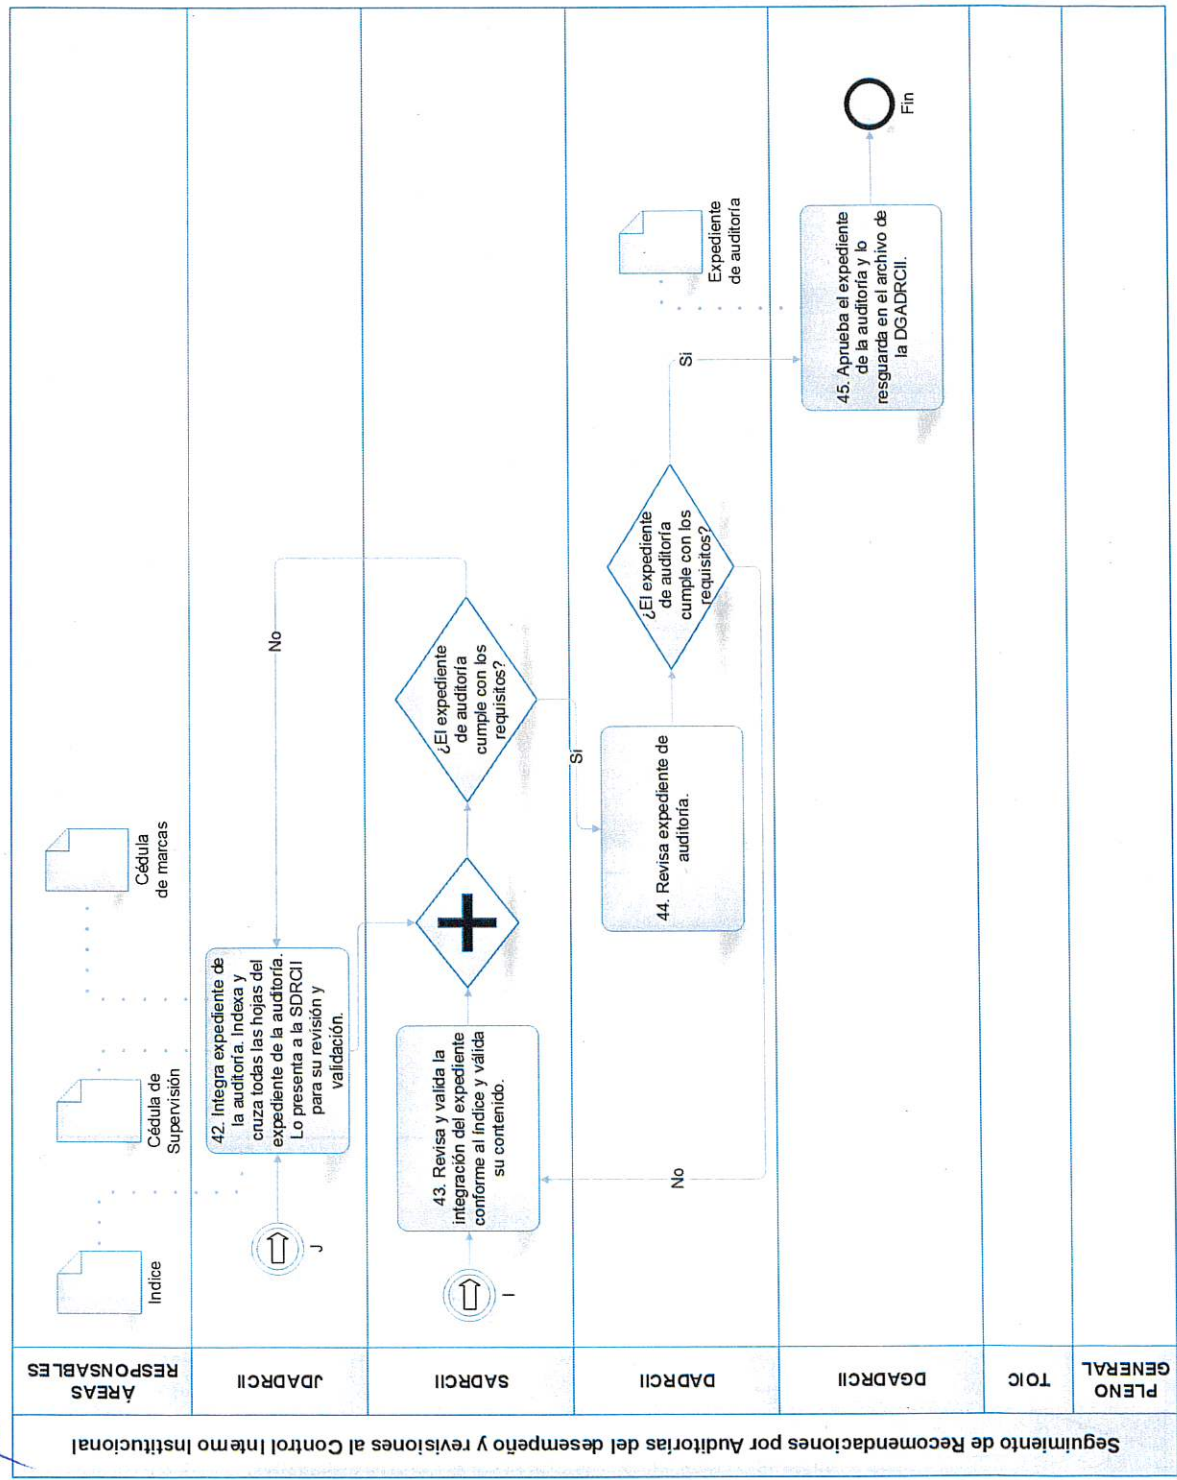 Seguimiento de Recomendaciones por Auditorías del desempeño y revisiones al Control Interno Institucional
ÁREAS
RESPONSABLES
Indice
Cédula de
Supervisión
Cédula
de marcas
JDADRCII
J
42. Integra expediente de
la auditoría. Indexa y
cruza todas las hojas del
expediente de la auditoría.
Lo presenta a la SDRCII
para su revisión y
validación.
No
SADRCII
I
43. Revisa y valida la
integración del expediente
conforme al índice y válida
su contenido.
¿El expediente
de auditoría
cumple con los
requisitos?
Si
DADRCII
No
44. Revisa expediente de
auditoría.
¿El expediente
de auditoría
cumple con los
requisitos?
Si
Expediente
de auditoría
DGADRCII
45. Aprueba el expediente
de la auditoría y lo
resguarda en el archivo de
la DGADRCII.
Fin
TOIC
PLENO
GENERAL